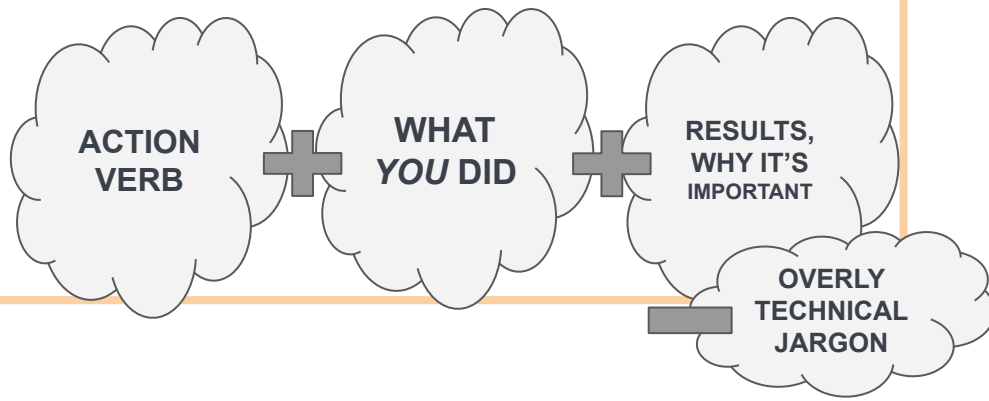 ACTION
VERB
WHAT
YOU DID
RESULTS,
WHY IT'S
IMPORTANT
OVERLY
TECHNICAL
JARGON